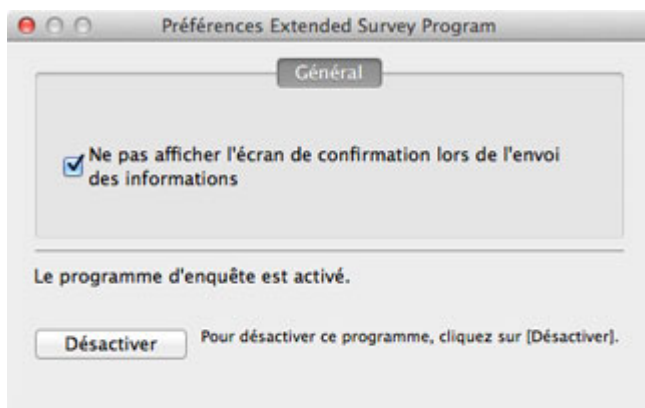 Préférences Extended Survey Program
Général
Ne pas afficher l'écran de confirmation lors de l'envoi
des informations
Le programme d'enquête est activé.
Désactiver
Pour désactiver ce programme, cliquez sur [Désactiver].